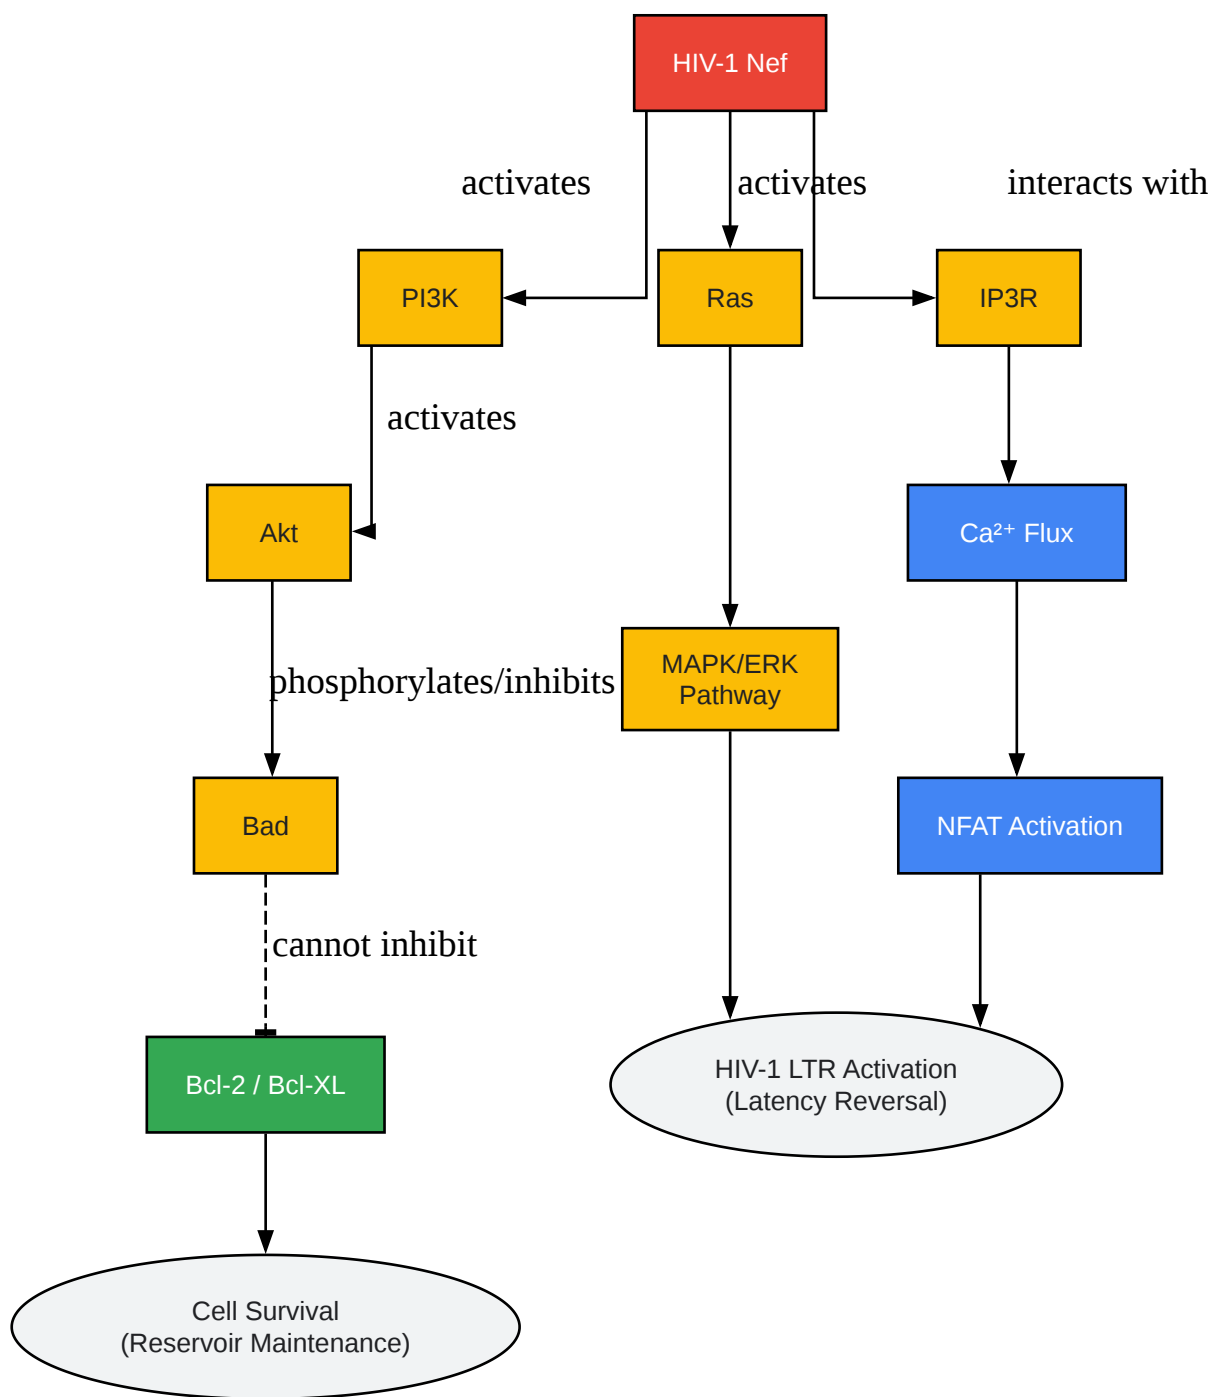 HIV-1 Nef
activates
activates
interacts with
PI3K
Ras
IP3R
activates
Akt
Ca²⁺ Flux
phosphorylates/inhibits
MAPK/ERK
Pathway
Bad
NFAT Activation
cannot inhibit
Bcl-2 / Bcl-XL
HIV-1 LTR Activation
(Latency Reversal)
Cell Survival
(Reservoir Maintenance)